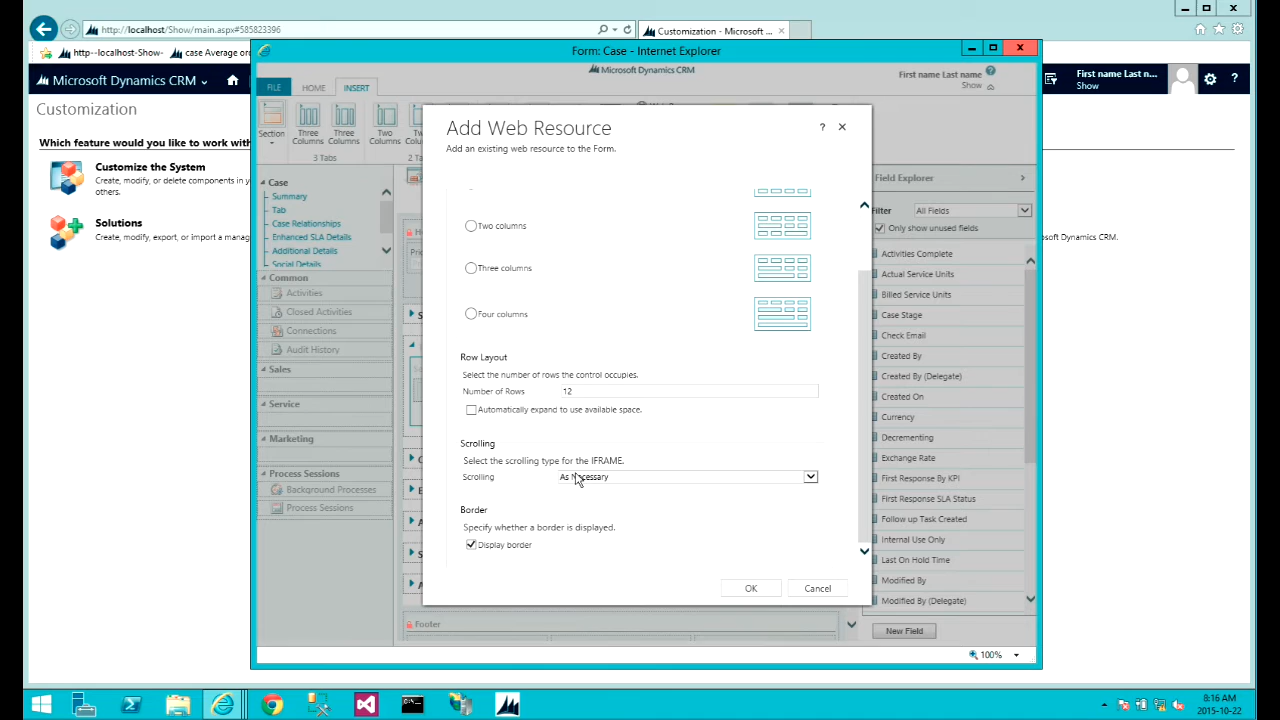 http://localhost/Show/main.aspx#585823396
Customization - Microsoft ...
http--localhost-Show-
case Average or
Form: Case - Internet Explorer
Microsoft Dynamics CRM
Microsoft Dynamics CRM
First name Last name
Show
First name Last n...
Show
FILE
HOME
INSERT
Section
Three Columns
Three Columns
Two Columns
3 Tabs
Customization
Which feature would you like to work with
Customize the System
Create, modify, or delete components in y
others.
Solutions
Create, modify, export, or import a manag
osoft Dynamics CRM.
Case
Summary
Tab
Case Relationships
Enhanced SLA Details
Additional Details
Social Details
Common
Activities
Closed Activities
Connections
Audit History
Sales
Service
Marketing
Process Sessions
Background Processes
Process Sessions
Add Web Resource
Add an existing web resource to the Form.
Two columns
Three columns
Four columns
Row Layout
Select the number of rows the control occupies.
Number of Rows 12
Automatically expand to use available space.
Scrolling
Select the scrolling type for the IFRAME.
Scrolling As Necessary
Border
Specify whether a border is displayed.
Display border
OK
Cancel
Footer
Field Explorer
Filter All Fields
Only show unused fields
Activities Complete
Actual Service Units
Billed Service Units
Case Stage
Check Email
Created By
Created By (Delegate)
Created On
Currency
Decrementing
Exchange Rate
First Response By KPI
First Response SLA Status
Follow up Task Created
Internal Use Only
Last On Hold Time
Modified By
Modified By (Delegate)
New Field
100%
8:16 AM
2015-10-22